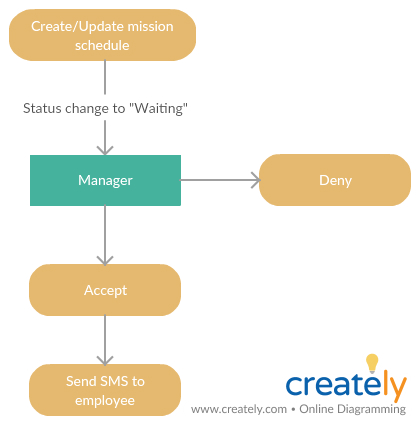 Create/Update mission
schedule
Status change to "Waiting"
Manager
Deny
Accept
Send SMS to
employee
creately
www.creately.com • Online Diagramming